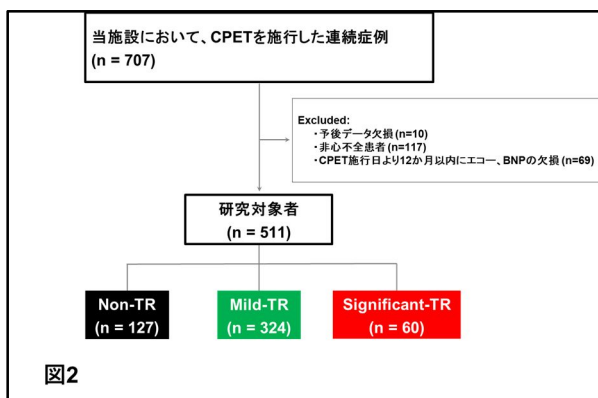 当施設において、CPETを施行した連続症例
(n = 707)
Excluded:
・予後データ欠損 (n=10)
・非心不全患者 (n=117)
・CPET施行日より12か月以内にエコー、BNPの欠損 (n=69)
研究対象者
(n = 511)
Non-TR
(n = 127)
Mild-TR
(n = 324)
Significant-TR
(n = 60)
図2